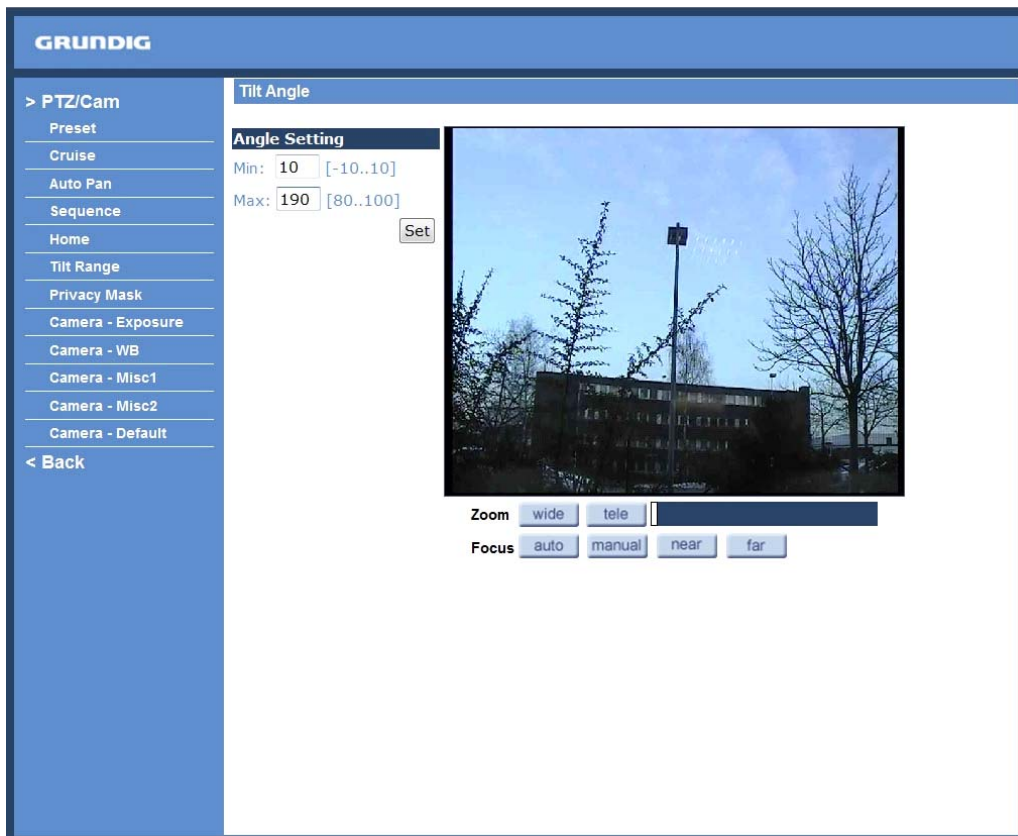 GRUNDIG
> PTZ/Cam
Preset
Cruise
Auto Pan
Sequence
Home
Tilt Range
Privacy Mask
Camera - Exposure
Camera - WB
Camera - Misc1
Camera - Misc2
Camera - Default
< Back
Tilt Angle
Angle Setting
Min: 10 [-10..10]
Max: 190 [80..100]
Set
Zoom wide tele
Focus auto manual near far